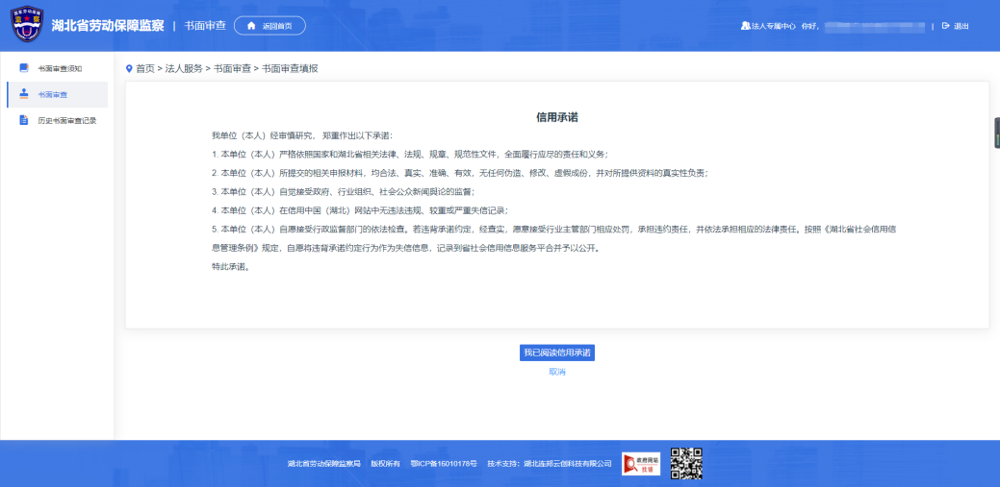 湖北省劳动保障监察 | 书面审查 返回首页
法人专属中心 你好, | 退出
书面审查须知
书面审查
历史书面审查记录
首页 > 法人服务 > 书面审查 > 书面审查填报
信用承诺
我单位（本人）经审慎研究， 郑重作出以下承诺：
1. 本单位（本人）严格依照国家和湖北省相关法律、法规、规章、规范性文件，全面履行应尽的责任和义务；
2. 本单位（本人）所提交的相关申报材料，均合法、真实、准确、有效，无任何伪造、修改、虚假成份，并对所提供资料的真实性负责；
3. 本单位（本人）自觉接受政府、行业组织、社会公众新闻舆论的监督；
4. 本单位（本人）在信用中国（湖北）网站中无违法违规、较重或严重失信记录；
5. 本单位（本人）自愿接受行政监督部门的依法检查。若违背承诺约定，经查实，愿意接受行业主管部门相应处罚，承担违约责任，并依法承担相应的法律责任。按照《湖北省社会信用信
息管理条例》规定，自愿将违背承诺约定行为作为失信信息，记录到省社会信用信息服务平台并予以公开。
特此承诺。
我已阅读信用承诺
取消
湖北省劳动保障监察局 版权所有 鄂ICP备16010178号 技术支持：湖北连邦云创科技有限公司
政府网站
找错